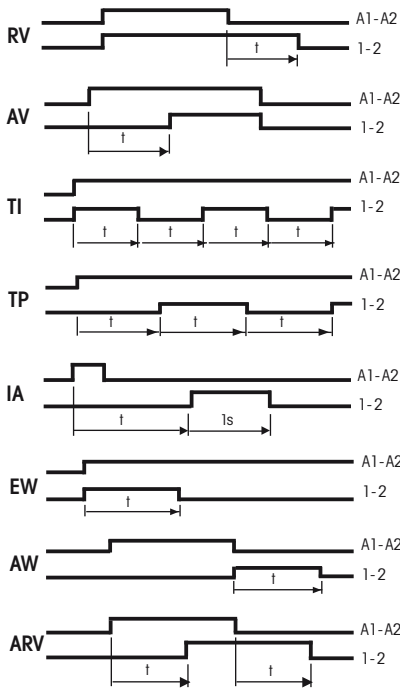 RV A1-A2
t 1-2
AV A1-A2
t 1-2
TI A1-A2
1-2
t t t t
TP A1-A2
1-2
t t t
IA A1-A2
1-2
t 1s
EW A1-A2
t 1-2
AW A1-A2
t 1-2
ARV A1-A2
1-2
t t